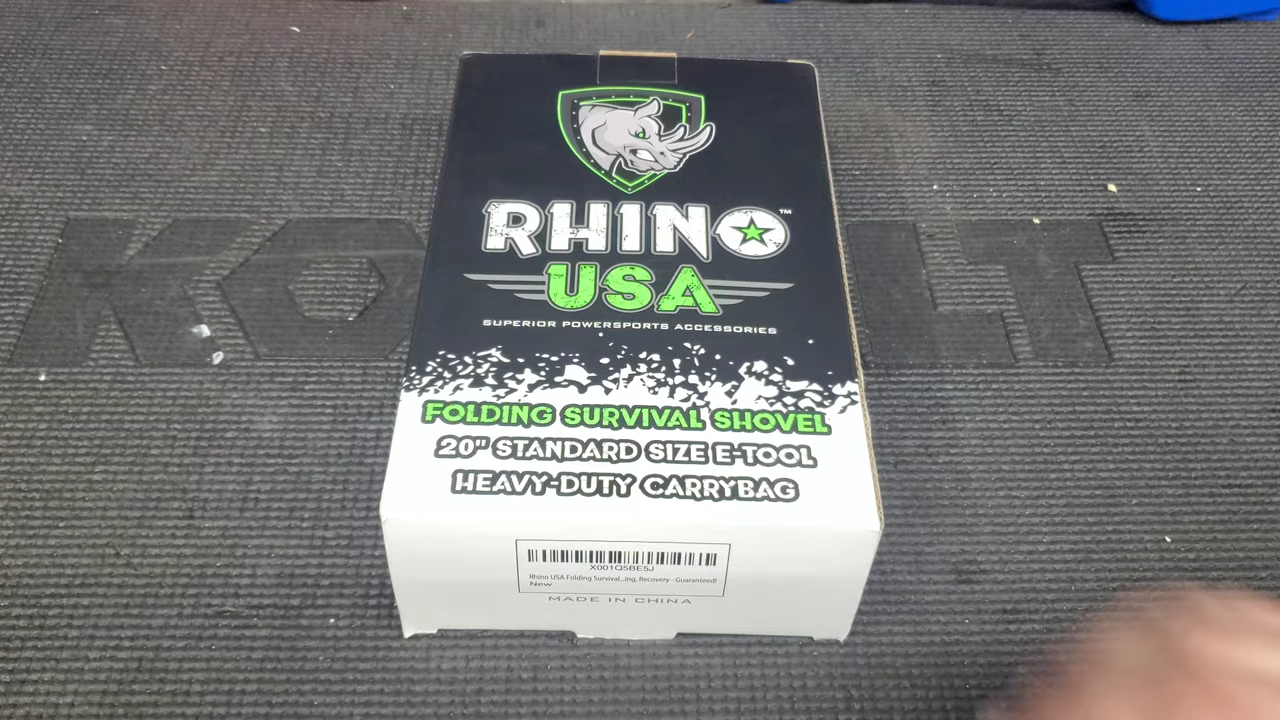 RHINO™
USA
SUPERIOR POWERSPORTS ACCESSORIES
FOLDING SURVIVAL SHOVEL
20" STANDARD SIZE E-TOOL
HEAVY-DUTY CARRYBAG
X001Q5BE5J
Rhino USA Folding Survival...ing, Recovery - Guaranteed)
New
MADE IN CHINA